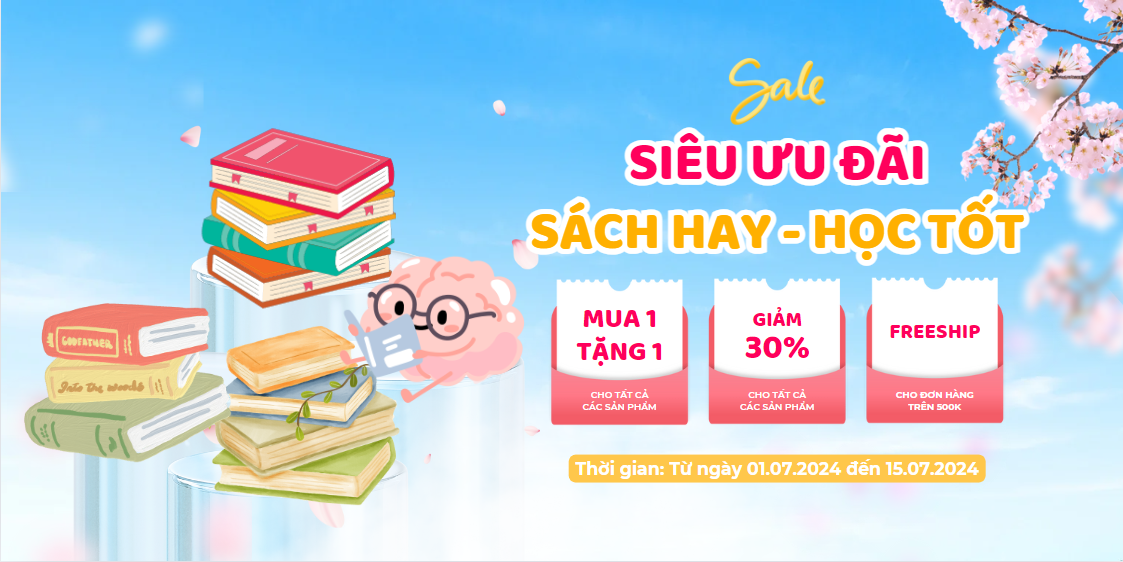 Sale
SIÊU ƯU ĐÃI
SÁCH HAY - HỌC TỐT
MUA 1
TẶNG 1
CHO TẤT CẢ
CÁC SẢN PHẨM
GIẢM
30%
CHO TẤT CẢ
CÁC SẢN PHẨM
FREESHIP
CHO ĐƠN HÀNG
TRÊN 500K
Thời gian: Từ ngày 01.07.2024 đến 15.07.2024
GODFATHER
Into the woods